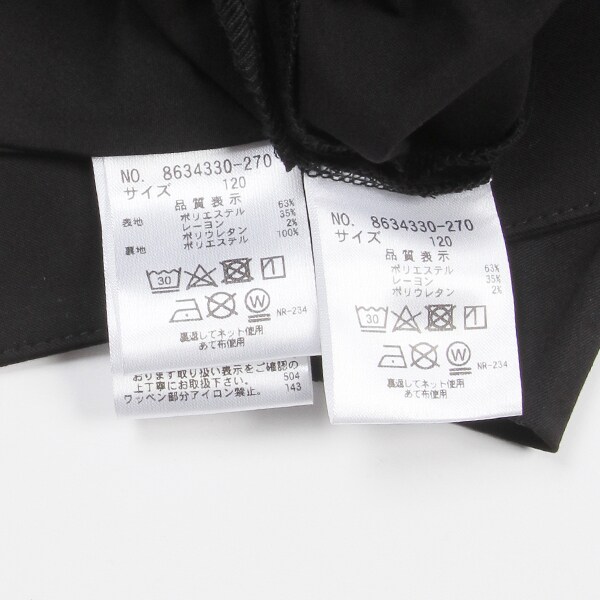 NO. 8634330-270
サイズ 120
品質表示
表地 ポリエステル 63%
レーヨン 35%
ポリウレタン 2%
裏地 ポリエステル 100%
30
W
NR-234
裏返してネット使用
あて布使用
おります取り扱い表示をご確認の
上丁寧にお取扱下さい。 504
ワッペン部分アイロン禁止。 143
NO. 8634330-270
サイズ 120
品質表示
ポリエステル 63%
レーヨン 35%
ポリウレタン 2%
30
W
NR-234
裏返してネット使用
あて布使用